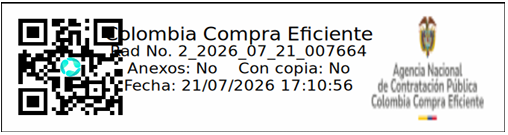 Colombia Compra Eficiente
Rad No. 2_2026_07_21_007664
Anexos: No Con copia: No
Fecha: 21/07/2026 17:10:56
Agencia Nacional
de Contratación Pública
Colombia Compra Eficiente